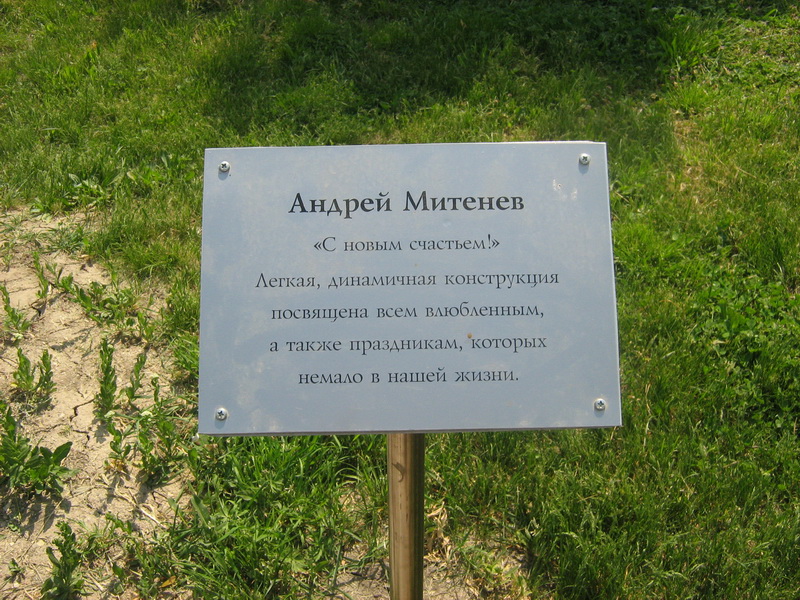 Андрей Митенев
«С новым счастьем!»
Легкая, динамичная конструкция
посвящена всем влюбленным,
а также праздникам, которых
немало в нашей жизни.